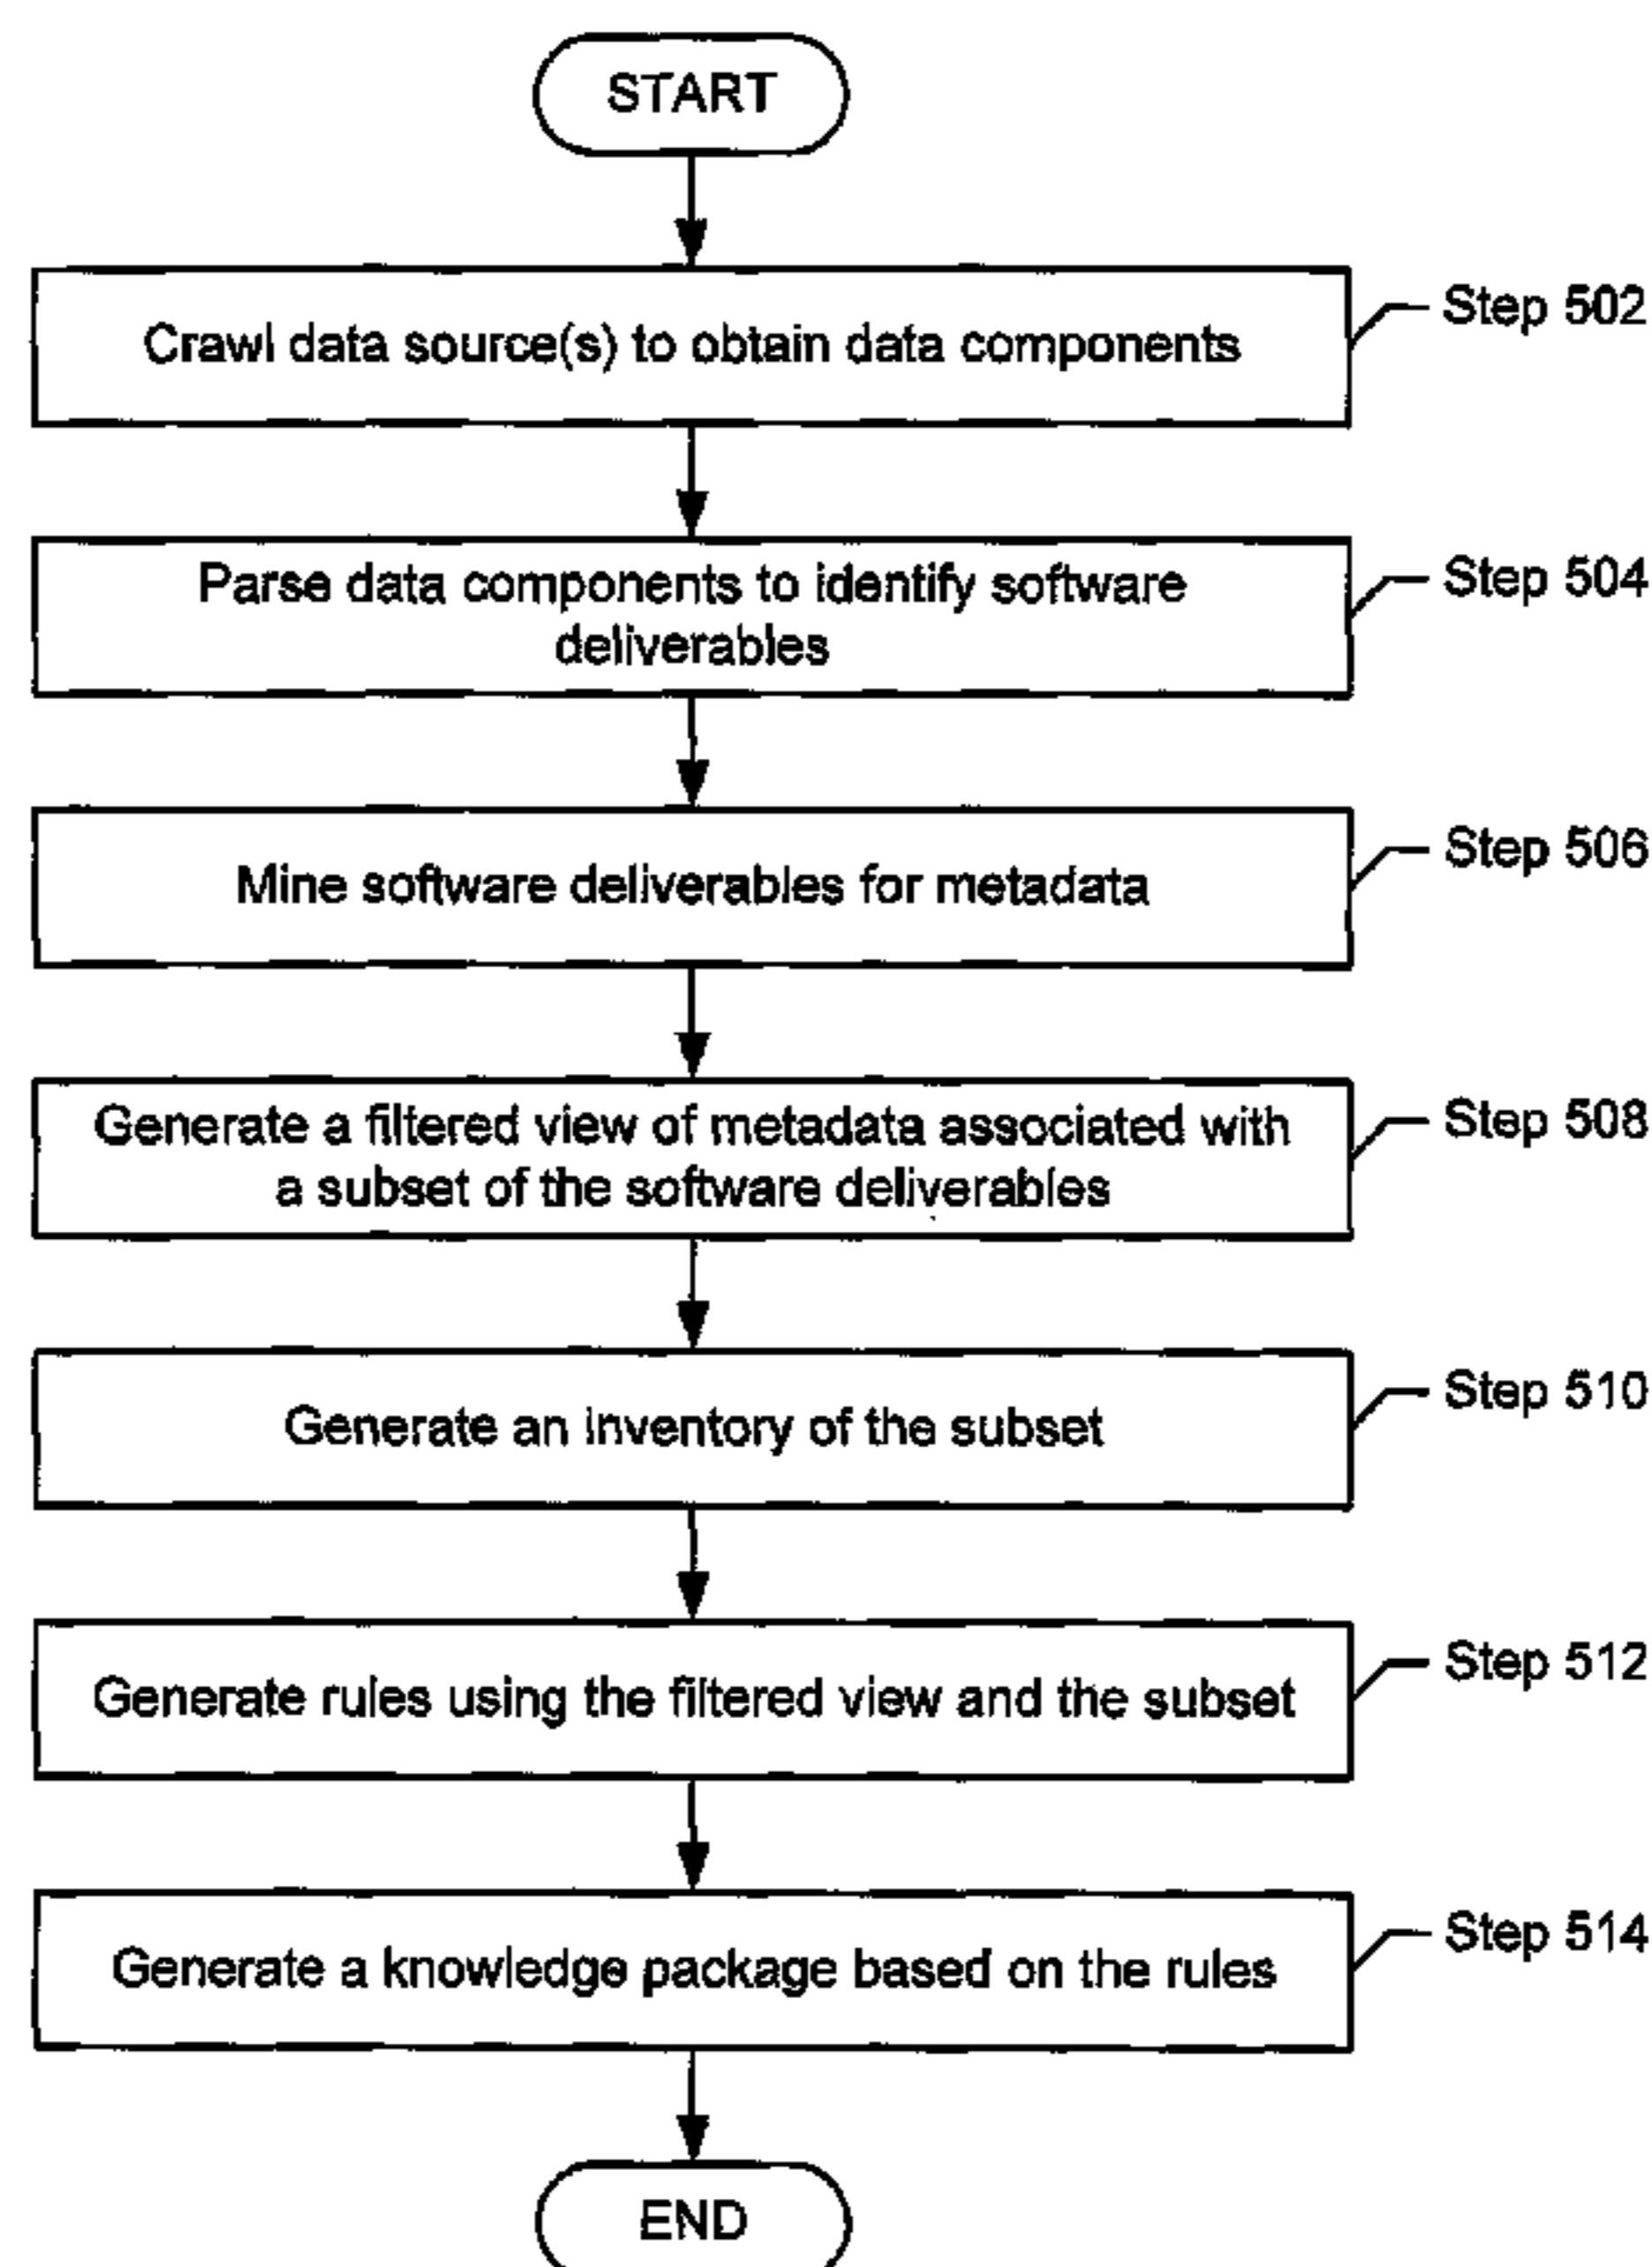 START
Crawl data source(s) to obtain data components
Step 502
Parse data components to identify software
deliverables
Step 504
Mine software deliverables for metadata
Step 506
Generate a filtered view of metadata associated with
a subset of the software deliverables
Step 508
Generate an inventory of the subset
Step 510
Generate rules using the filtered view and the subset
Step 512
Generate a knowledge package based on the rules
Step 514
END